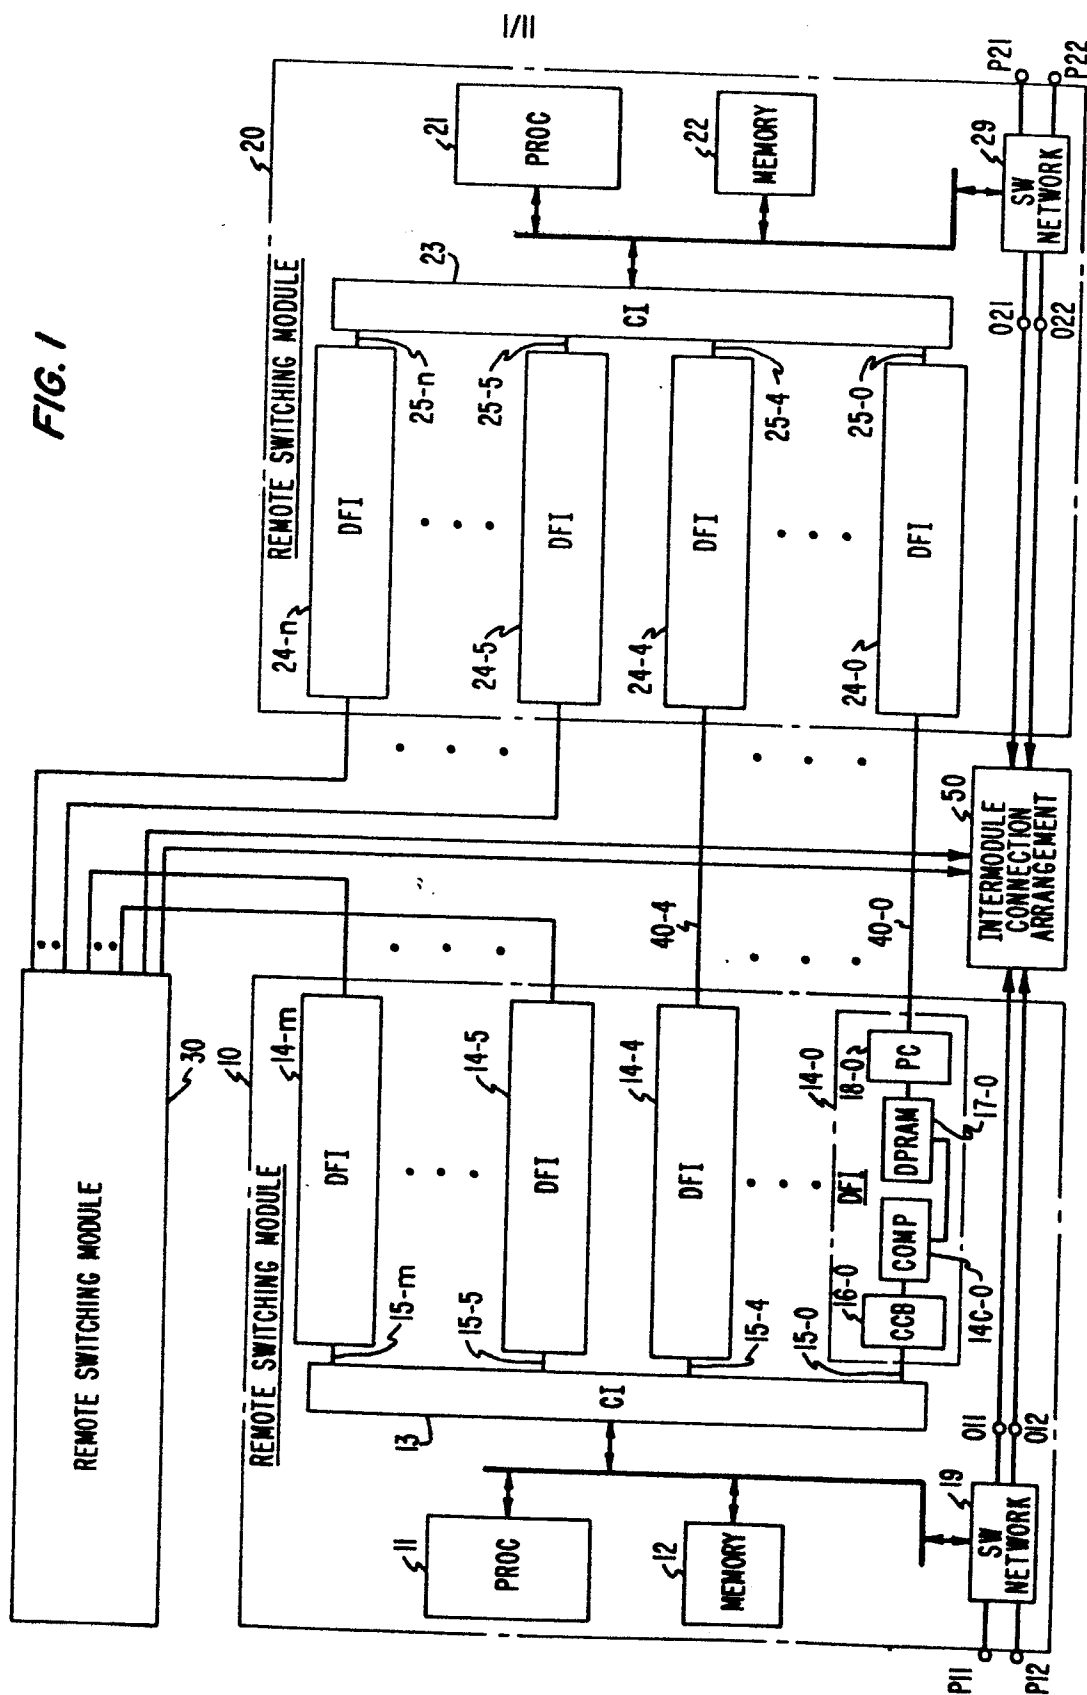 11/11
FIG. 1
REMOTE SWITCHING MODULE
30
10
REMOTE SWITCHING MODULE
11
PROC
12
MEMORY
13
CI
15-m
14-m
DFI
15-5
14-5
DFI
15-4
14-4
DFI
15-0
14-0
DFI
16-0
CCB
COMP
14C-0
DPRAM
17-0
18-0
PC
19
SW
NETWORK
P11
P12
O11
O12
40-4
40-0
50
INTERMODULE
CONNECTION
ARRANGEMENT
20
REMOTE SWITCHING MODULE
24-n
DFI
25-n
24-5
DFI
25-5
24-4
DFI
25-4
24-0
DFI
25-0
23
CI
21
PROC
22
MEMORY
29
SW
NETWORK
O21
O22
P21
P22